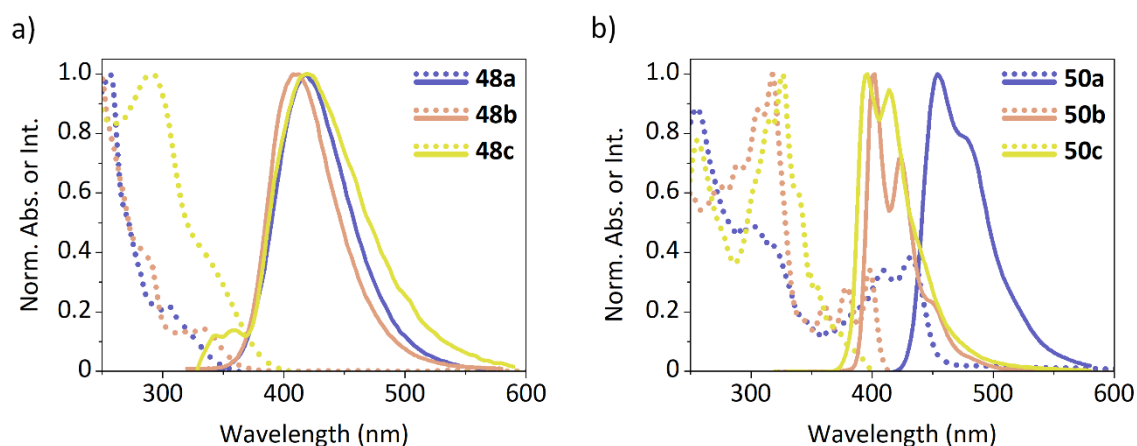 a)
Norm. Abs. or Int.
1.0
0.8
0.6
0.4
0.2
0
48a
48b
48c
300 400 500 600
Wavelength (nm)
b)
Norm. Abs. or Int.
1.0
0.8
0.6
0.4
0.2
0
50a
50b
50c
300 400 500 600
Wavelength (nm)